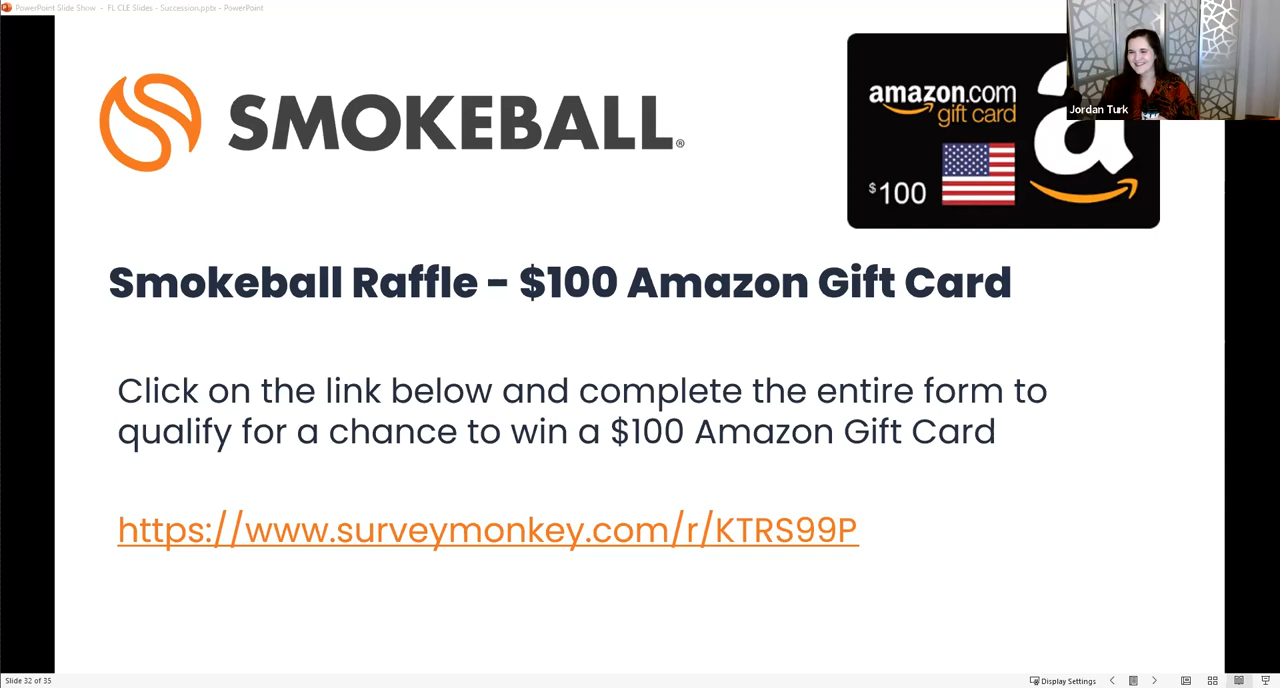 PowerPoint Slide Show - FL CLE Slides - Succession.pptx - PowerPoint
SMOKEBALL®
amazon.com
gift card
$100
a
Jordan Turk
Smokeball Raffle - $100 Amazon Gift Card
Click on the link below and complete the entire form to
qualify for a chance to win a $100 Amazon Gift Card
https://www.surveymonkey.com/r/KTRS99P
Slide 32 of 35
Display Settings